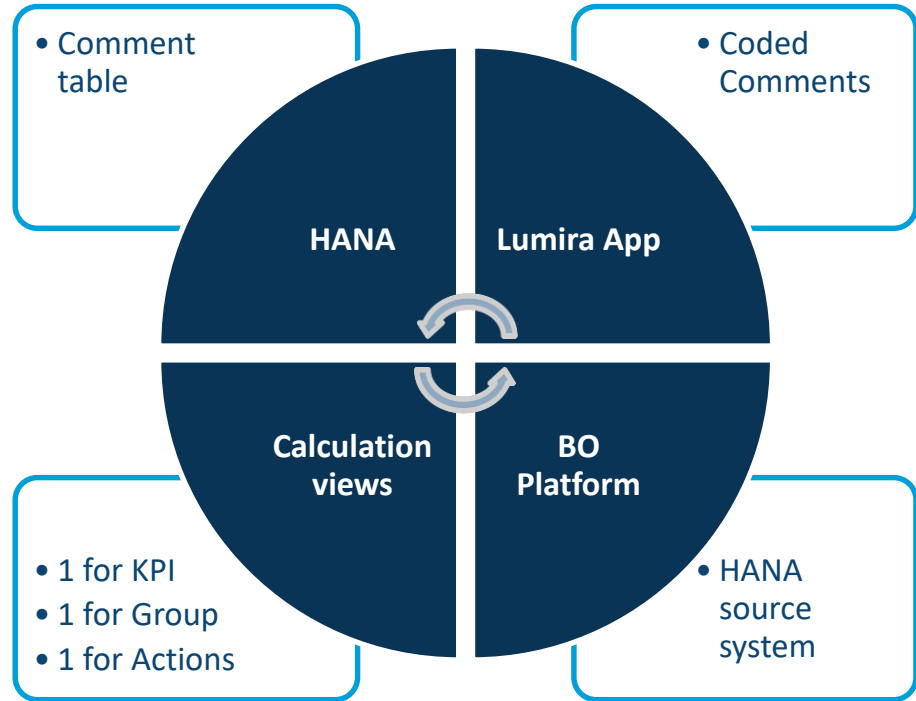 • Comment
table
• Coded
Comments
HANA
Lumira App
Calculation
views
BO
Platform
• 1 for KPI
• 1 for Group
• 1 for Actions
• HANA
source
system